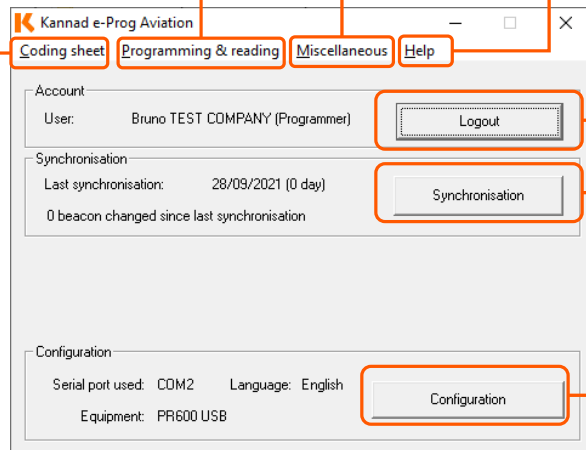 Kannad e-Prog Aviation
Coding sheet Programming & reading Miscellaneous Help
Account
User: Bruno TEST COMPANY (Programmer) Logout
Synchronisation
Last synchronisation: 28/09/2021 (0 day) Synchronisation
0 beacon changed since last synchronisation
Configuration
Serial port used: COM2 Language: English Configuration
Equipment: PR600 USB